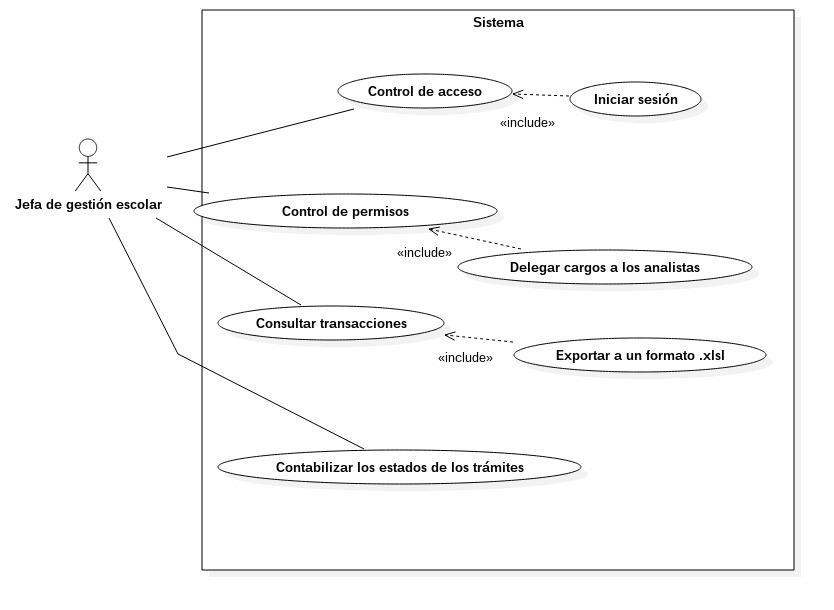 Sistema
Control de acceso
Iniciar sesión
«include»
Jefa de gestión escolar
Control de permisos
«include»
Delegar cargos a los analistas
Consultar transacciones
«include»
Exportar a un formato .xlsl
Contabilizar los estados de los trámites